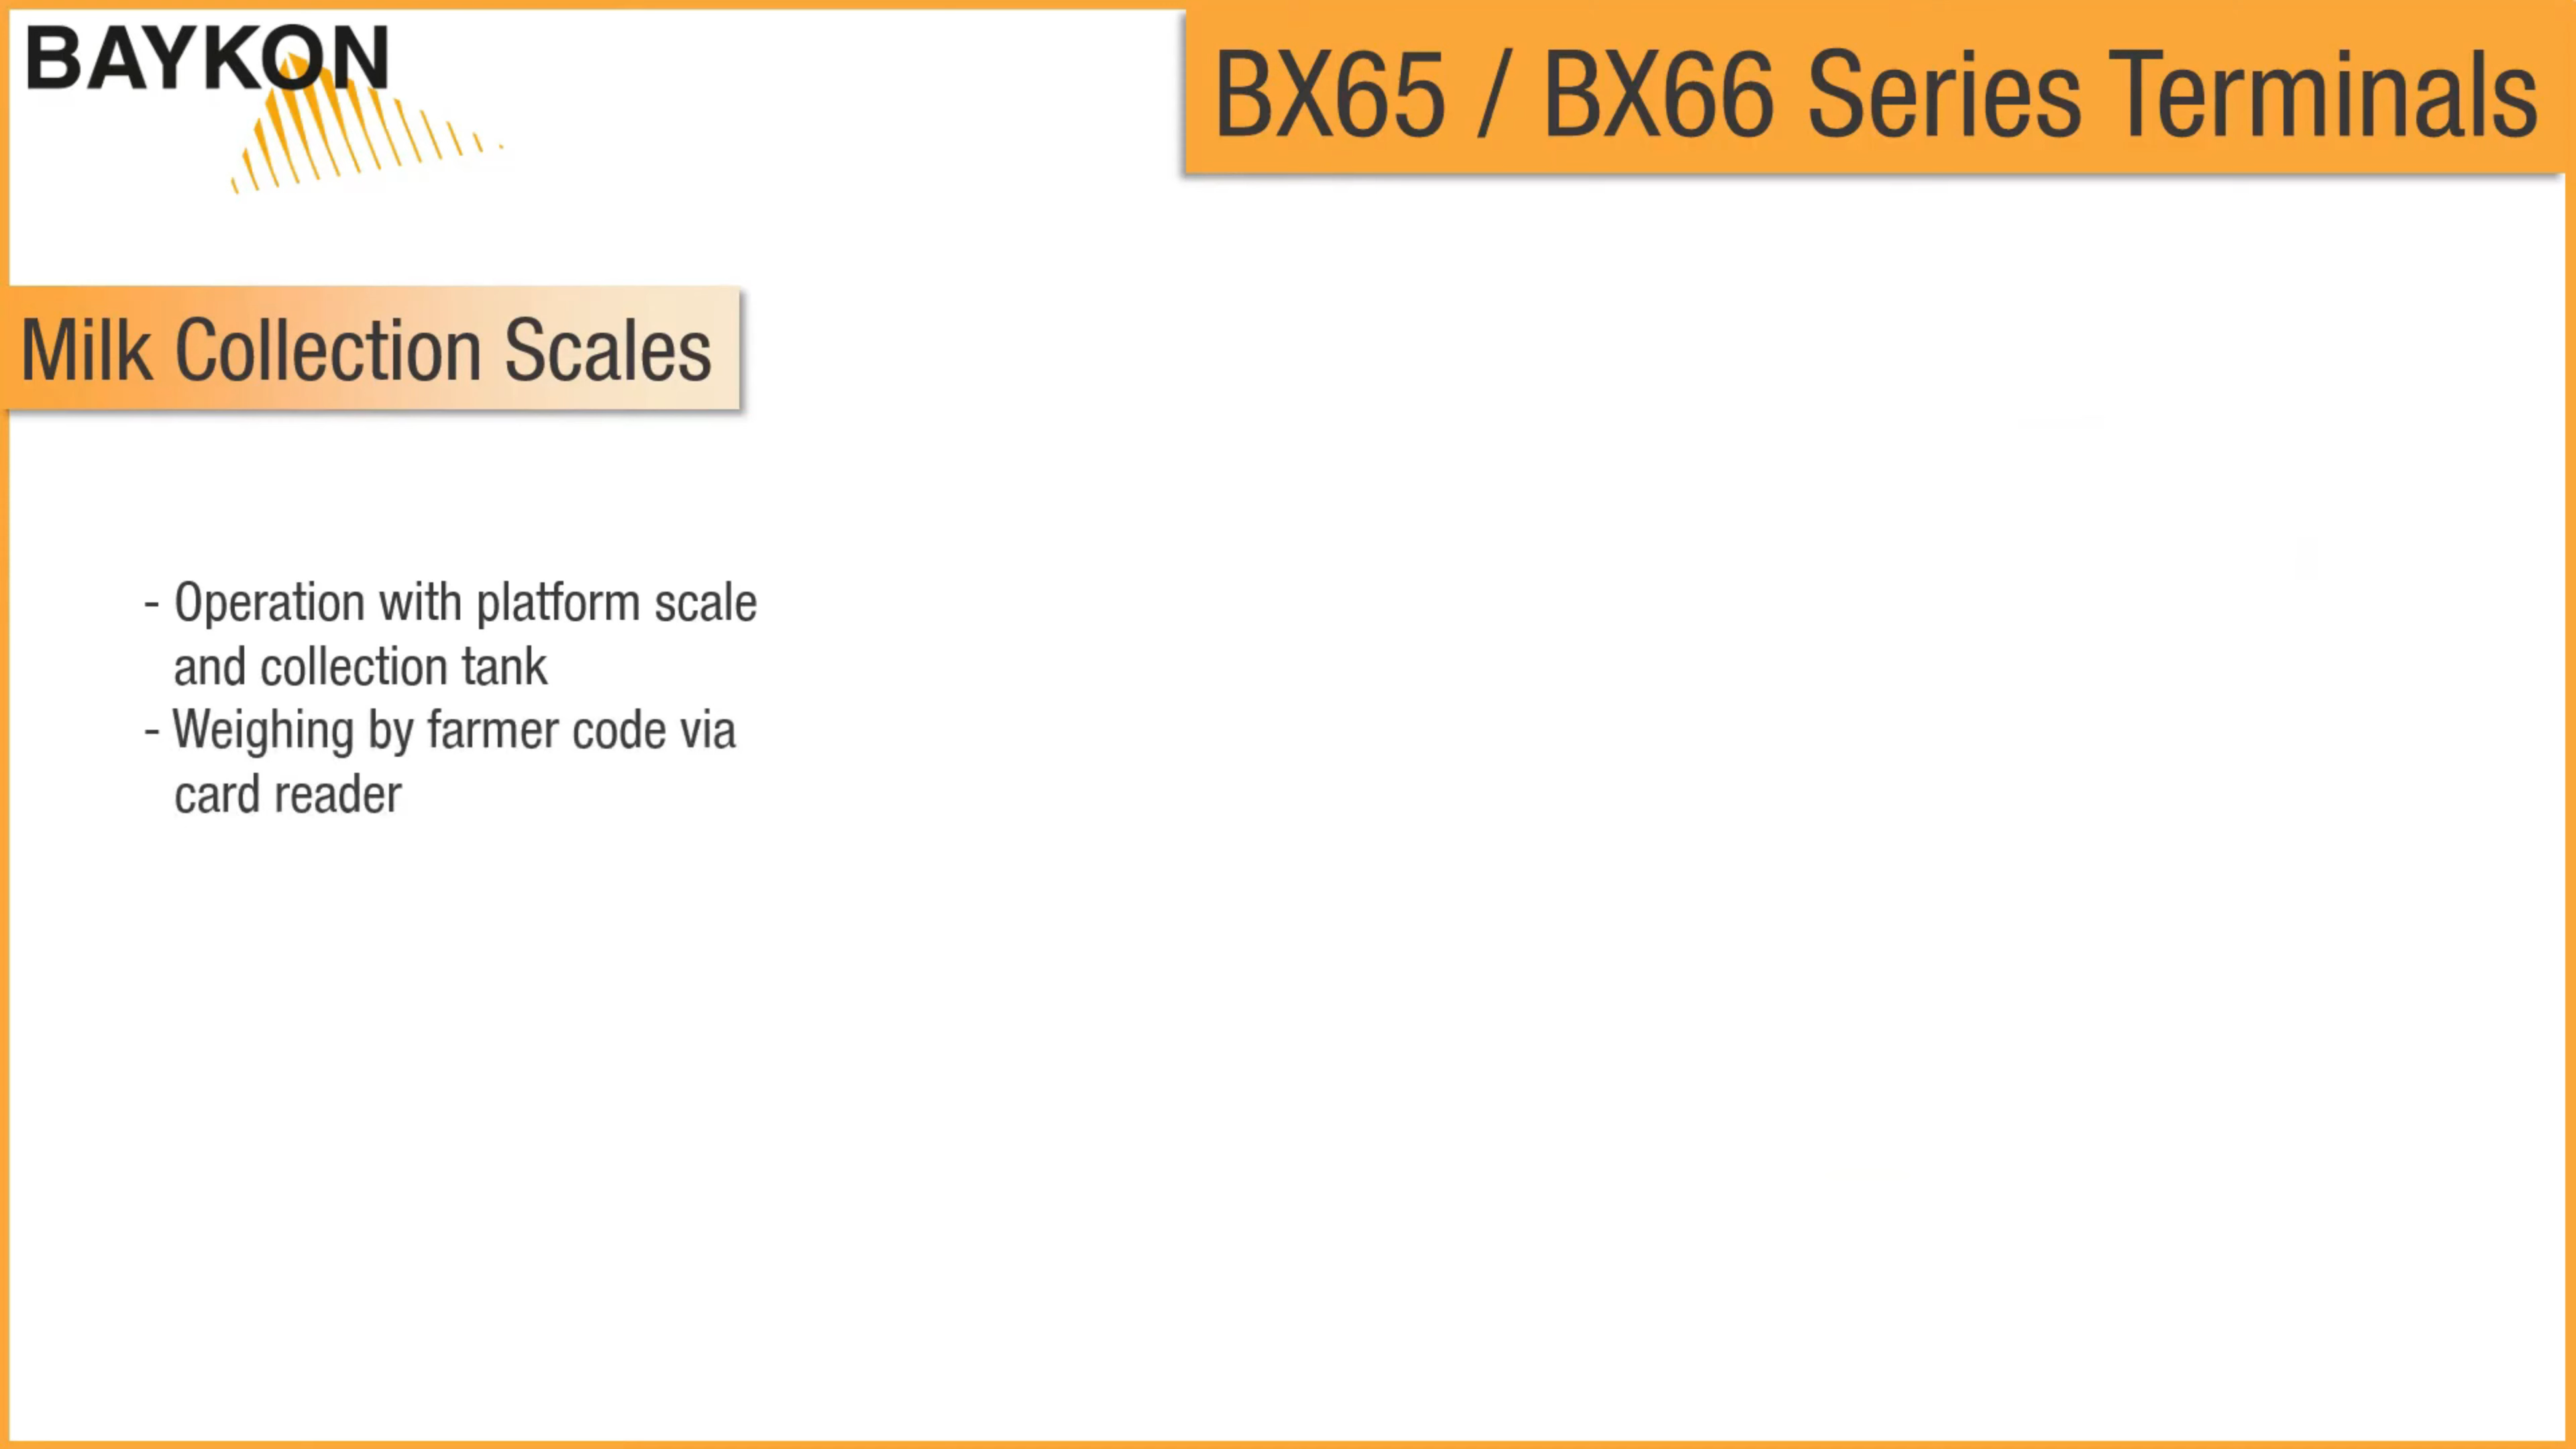 BAYKON
BX65 / BX66 Series Terminals
Milk Collection Scales
- Operation with platform scale
and collection tank
- Weighing by farmer code via
card reader